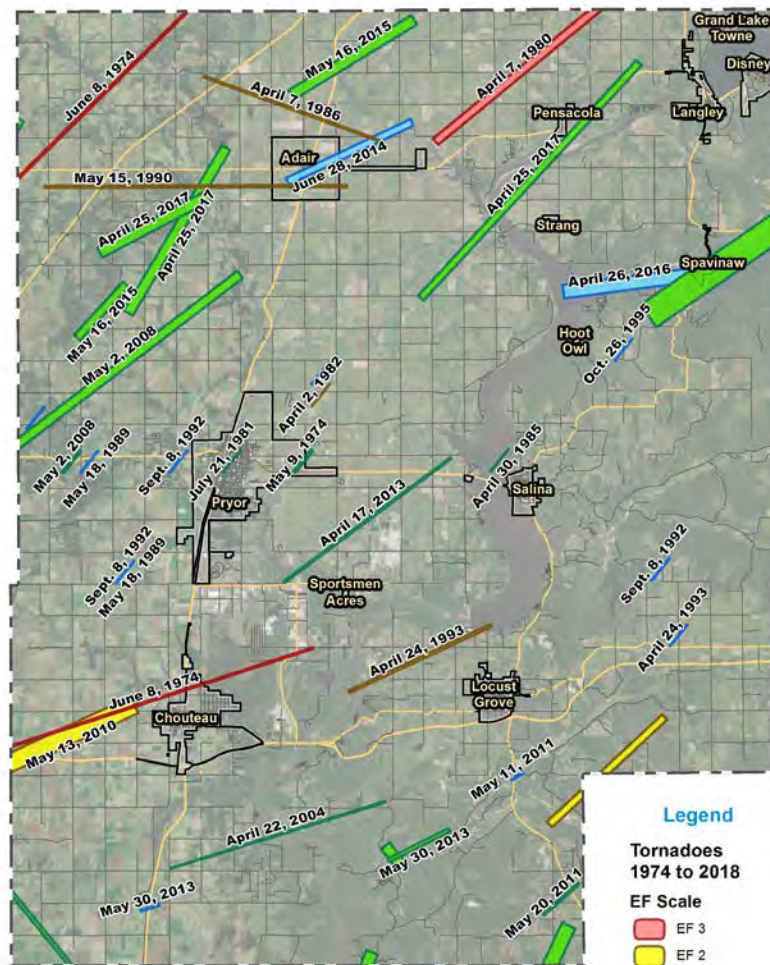 Grand Lake
Towne
Disney
Langley
June 8, 1974
May 16, 2015
April 7, 1980
April 7, 1986
Pensacola
Adair
June 28, 2014
May 15, 1990
April 25, 2017
April 25, 2017
April 25, 2017
Strang
Spavinaw
April 26, 2016
May 16, 2015
May 2, 2008
Hoot
Owl
Oct. 26, 1995
April 2, 1982
May 2, 2008
May 18, 1989
Sept. 8, 1992
July 21, 1981
May 9, 1974
April 30, 1985
Pryor
Salina
April 17, 2013
Sept. 8, 1992
May 18, 1989
Sportsmen
Acres
Sept. 8, 1992
April 24, 1993
April 24, 1993
June 8, 1974
Locust
Grove
Chouteau
May 13, 2010
May 11, 2011
April 22, 2004
May 30, 2013
May 30, 2013
May 20, 2011
Legend
Tornadoes
1974 to 2018
EF Scale
EF 3
EF 2